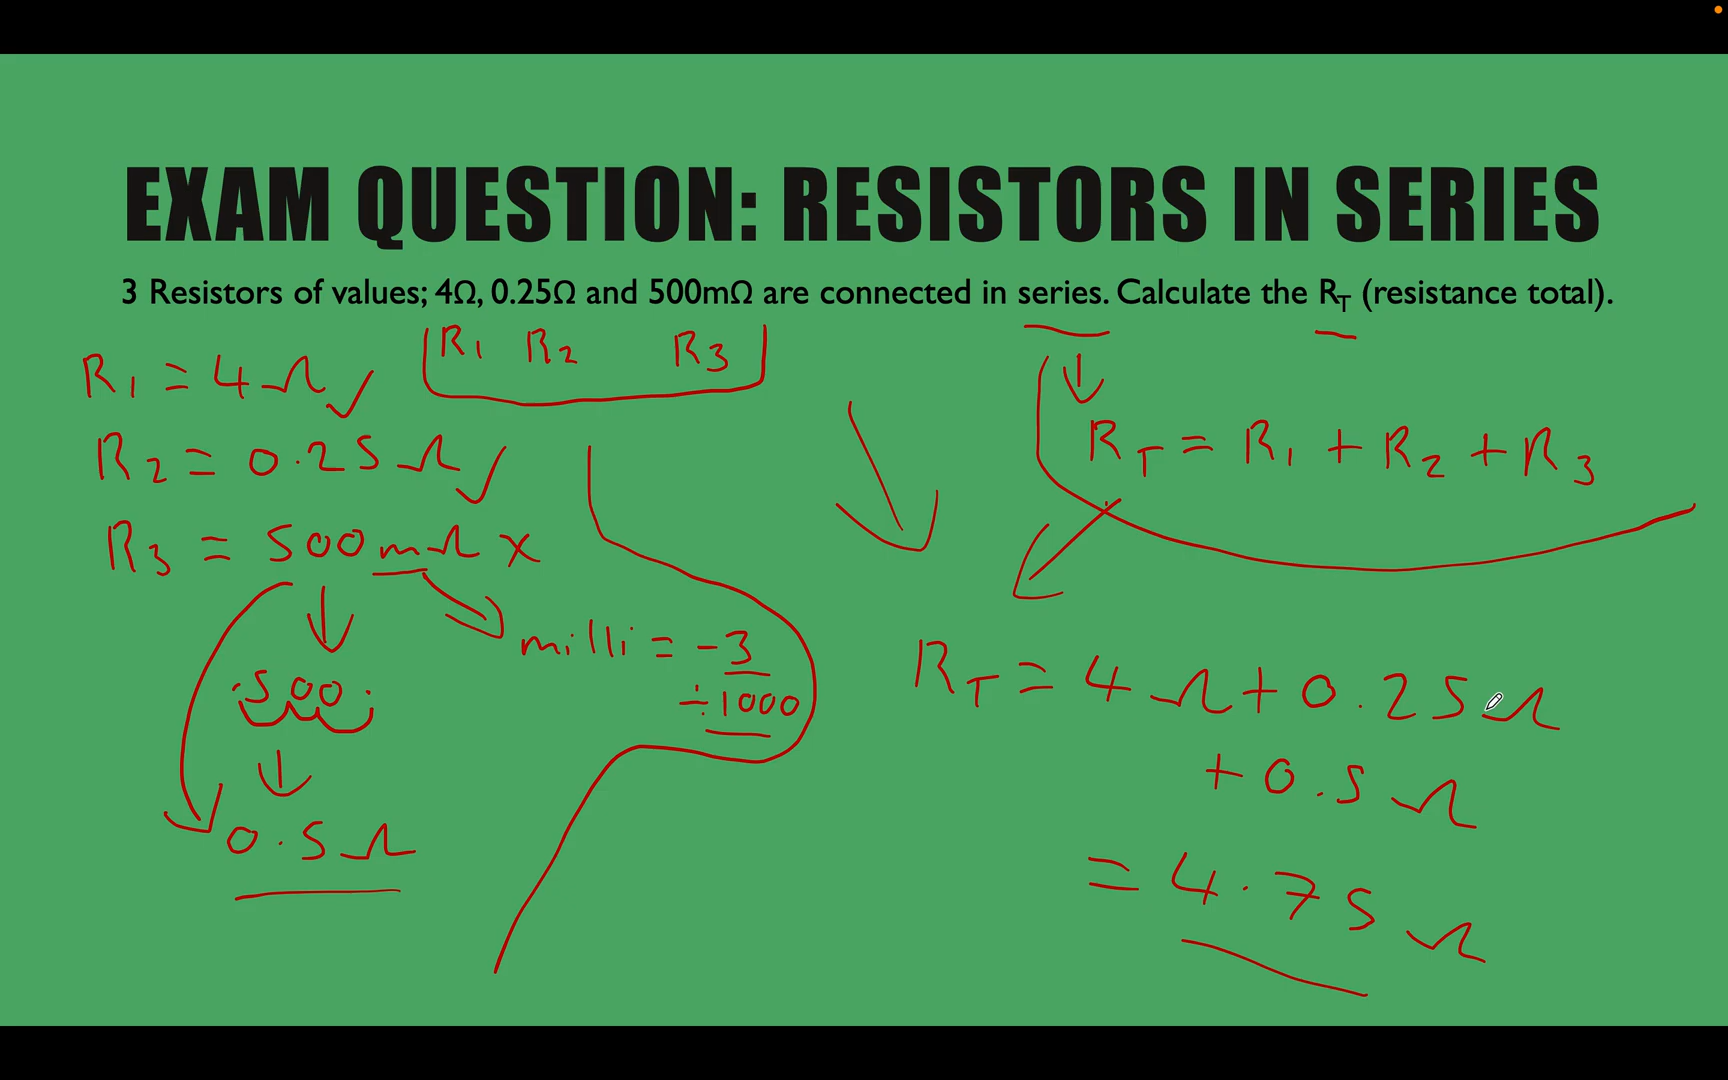 EXAM QUESTION: RESISTORS IN SERIES
3 Resistors of values; 4Ω, 0.25Ω and 500mΩ are connected in series. Calculate the R_T (resistance total).
R1 R2 R3
R1 = 4Ω ✓
R2 = 0.25Ω ✓
R3 = 500mΩ x
milli = -3
÷1000
.500.
0.5Ω
RT = R1 + R2 + R3
RT = 4Ω + 0.25Ω
+ 0.5Ω
= 4.75Ω